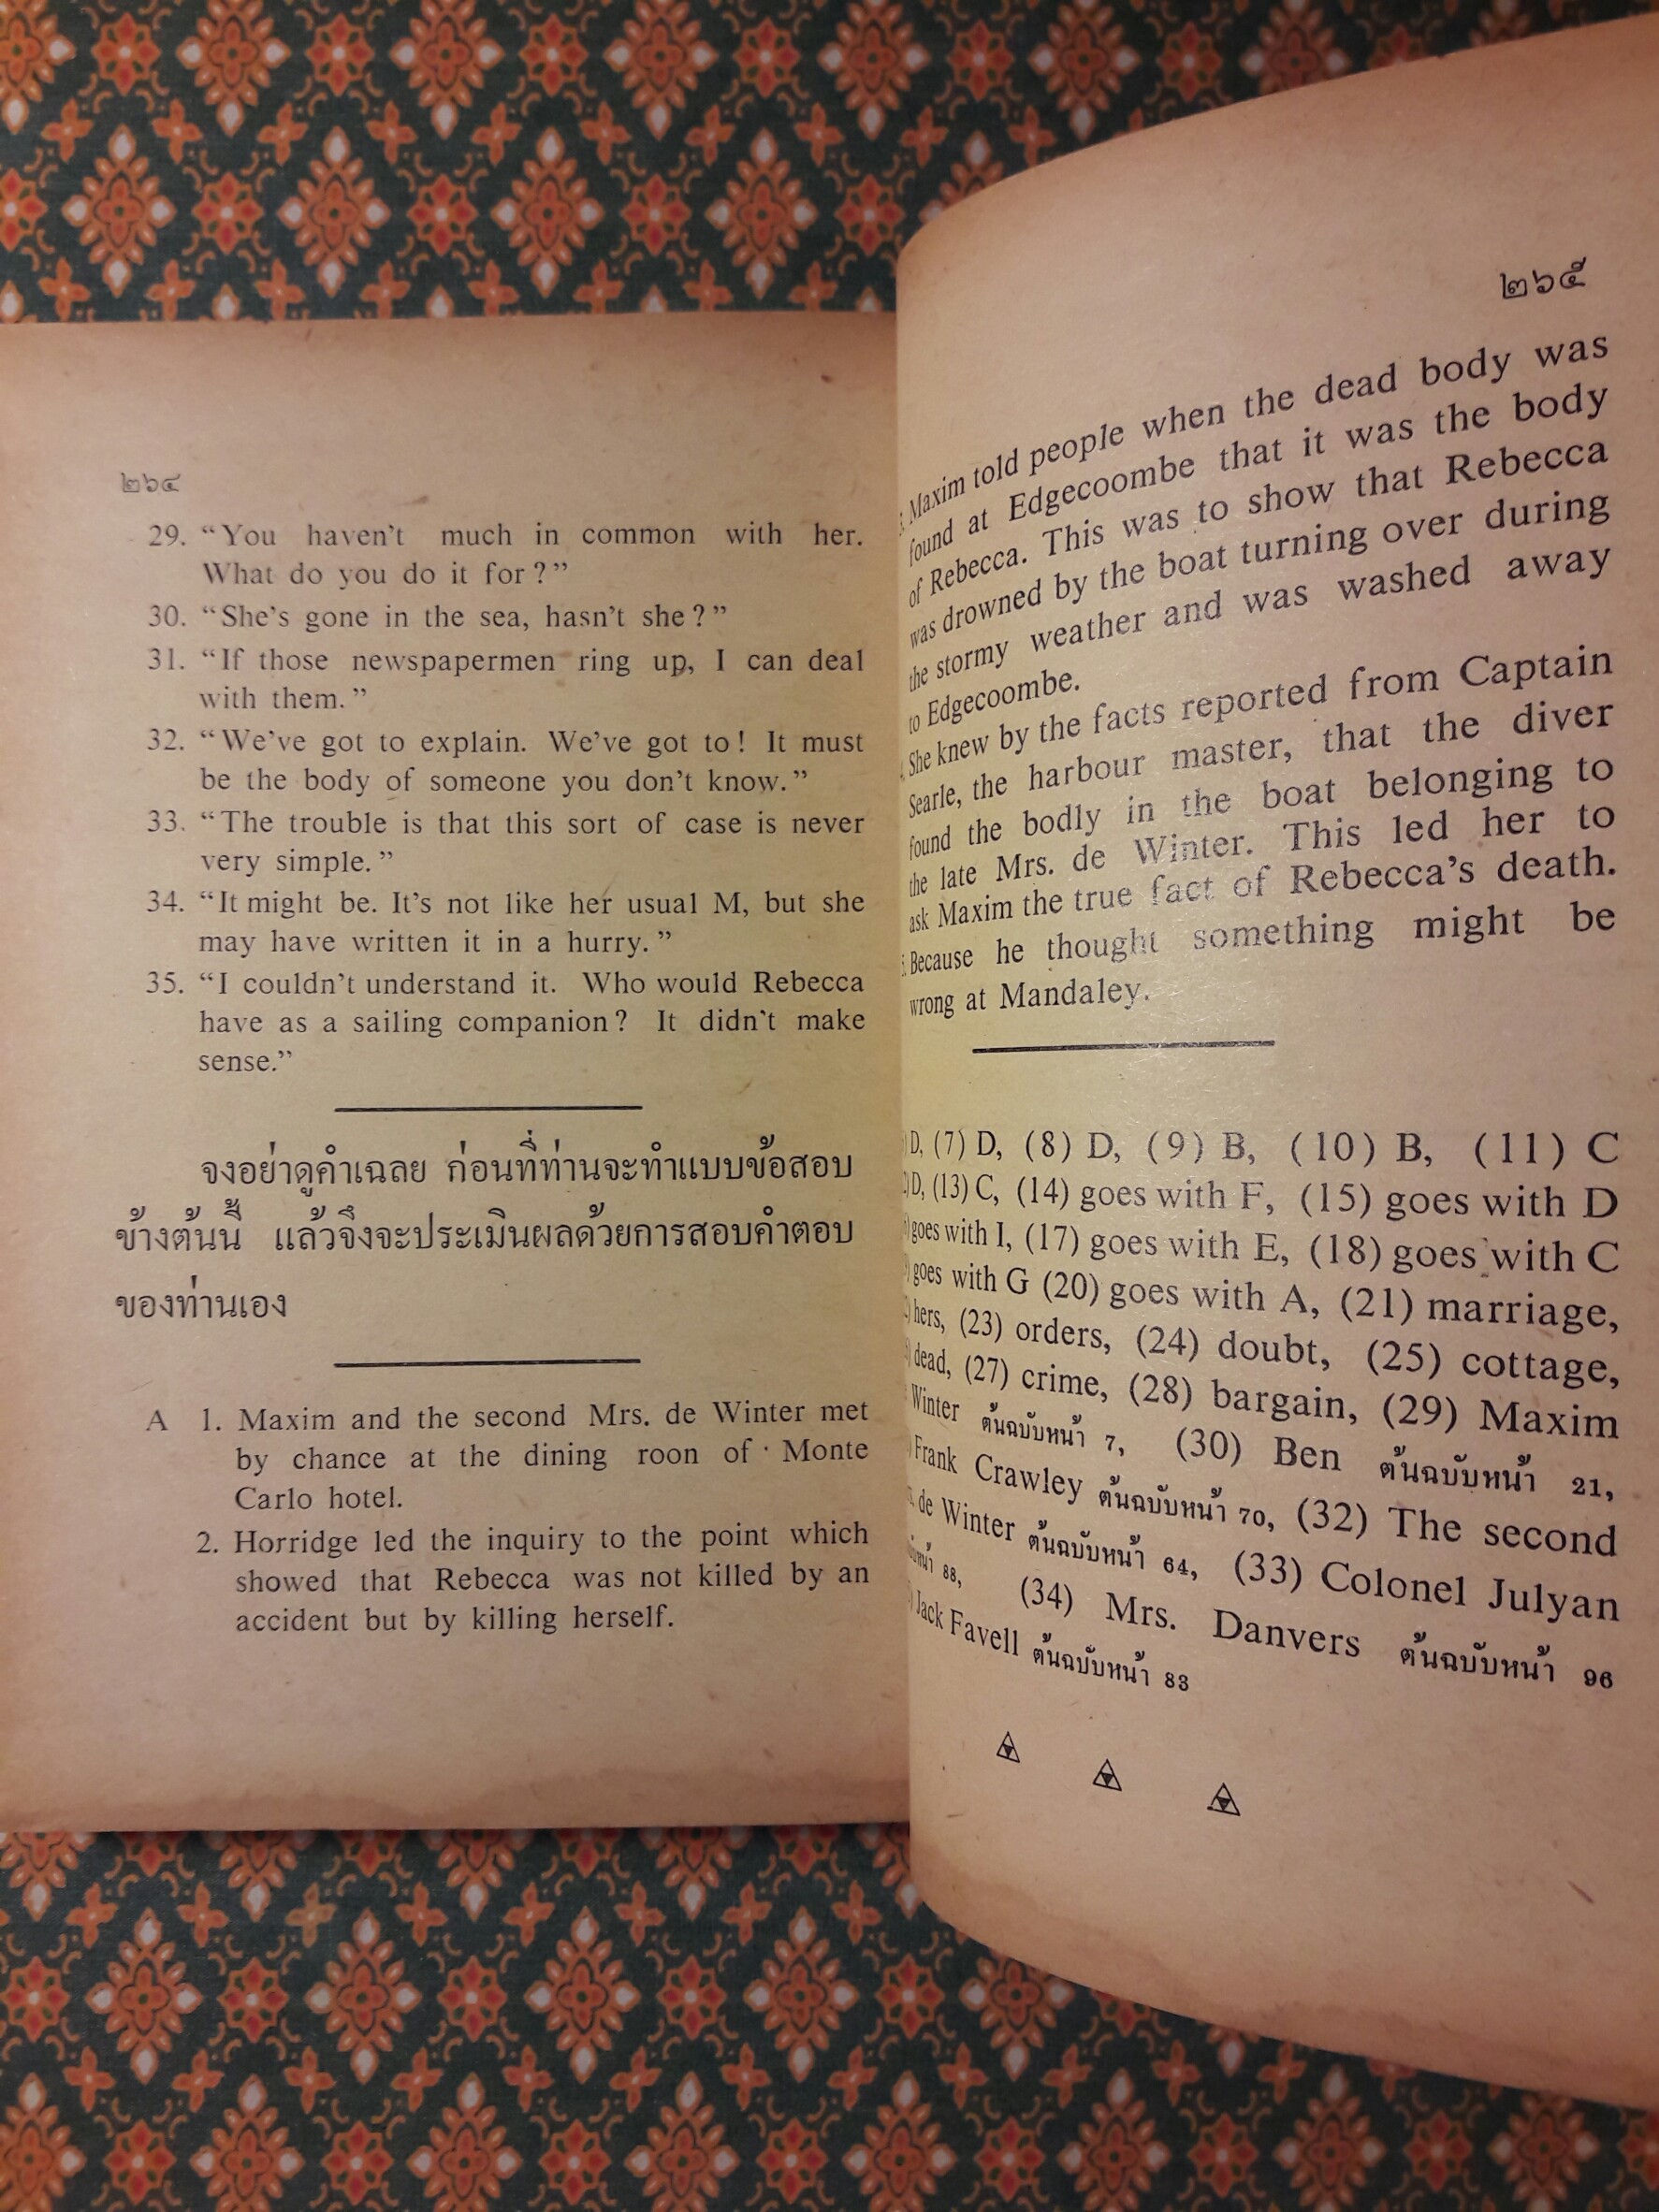 ๒๖๔
29. “You haven't much in common with her.
What do you do it for?”
30. “She's gone in the sea, hasn't she?”
31. “If those newspapermen ring up, I can deal
with them.”
32. “We've got to explain. We've got to! It must
be the body of someone you don't know.”
33. “The trouble is that this sort of case is never
very simple.”
34. “It might be. It's not like her usual M, but she
may have written it in a hurry.”
35. “I couldn't understand it. Who would Rebecca
have as a sailing companion? It didn't make
sense.”
จงอย่าดูคำเฉลย ก่อนที่ท่านจะทำแบบข้อสอบ
ข้างต้นนี้ แล้วจึงจะประเมินผลด้วยการสอบคำตอบ
ของท่านเอง
A 1. Maxim and the second Mrs. de Winter met
by chance at the dining roon of Monte
Carlo hotel.
2. Horridge led the inquiry to the point which
showed that Rebecca was not killed by an
accident but by killing herself.
๒๖๕
Maxim told people when the dead body was
found at Edgecoombe that it was the body
of Rebecca. This was to show that Rebecca
was drowned by the boat turning over during
the stormy weather and was washed away
to Edgecoombe.
She knew by the facts reported from Captain
Searle, the harbour master, that the diver
found the bodly in the boat belonging to
the late Mrs. de Winter. This led her to
ask Maxim the true fact of Rebecca's death.
Because he thought something might be
wrong at Mandaley.
D, (7) D, (8) D, (9) B, (10) B, (11) C
D, (13) C, (14) goes with F, (15) goes with D
goes with I, (17) goes with E, (18) goes with C
goes with G (20) goes with A, (21) marriage,
hers, (23) orders, (24) doubt, (25) cottage,
dead, (27) crime, (28) bargain, (29) Maxim
Winter ต้นฉบับหน้า 7, (30) Ben ต้นฉบับหน้า 21,
Frank Crawley ต้นฉบับหน้า 70, (32) The second
de Winter ต้นฉบับหน้า 64, (33) Colonel Julyan
88, (34) Mrs. Danvers ต้นฉบับหน้า 96
Jack Favell ต้นฉบับหน้า 83